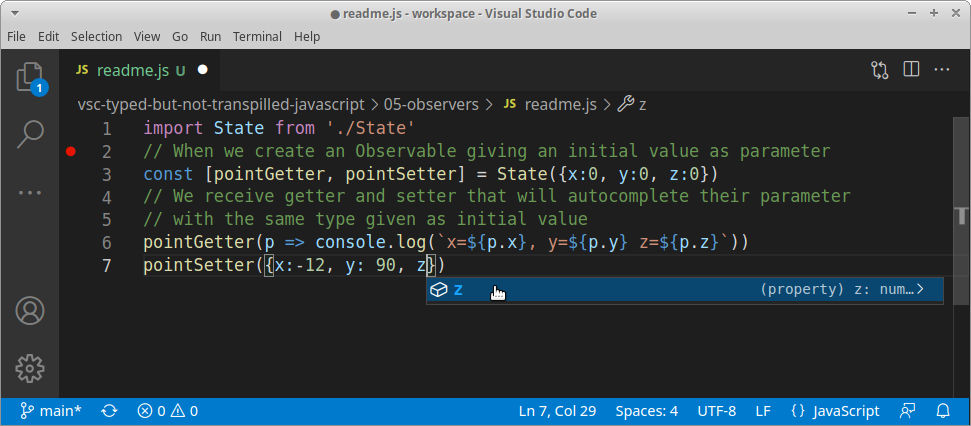 ● readme.js - workspace - Visual Studio Code
File Edit Selection View Go Run Terminal Help
JS readme.js U ●
1
vsc-typed-but-not-transpilled-javascript > 05-observers > JS readme.js > z
1 import State from './State'
2 // When we create an Observable giving an initial value as parameter
3 const [pointGetter, pointSetter] = State({x:0, y:0, z:0})
4 // We receive getter and setter that will autocomplete their parameter
5 // with the same type given as initial value
6 pointGetter(p => console.log(`x=${p.x}, y=${p.y} z=${p.z}`))
7 pointSetter({x:-12, y: 90, z})
z (property) z: num…>
main* 0 0 Ln 7, Col 29 Spaces: 4 UTF-8 LF {} JavaScript